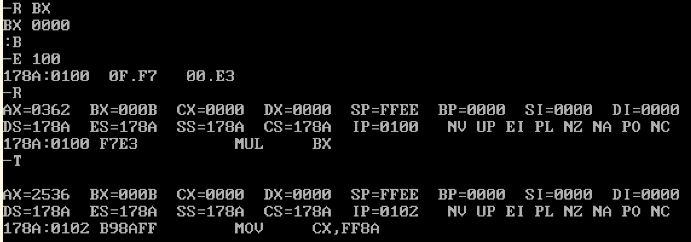 -R BX
BX 0000
:B
-E 100
178A:0100  0F.F7   00.E3
-R
AX=0362  BX=000B  CX=0000  DX=0000  SP=FFEE  BP=0000  SI=0000  DI=0000
DS=178A  ES=178A  SS=178A  CS=178A  IP=0100   NV UP EI PL NZ NA PO NC
178A:0100 F7E3          MUL     BX
-T
AX=2536  BX=000B  CX=0000  DX=0000  SP=FFEE  BP=0000  SI=0000  DI=0000
DS=178A  ES=178A  SS=178A  CS=178A  IP=0102   NV UP EI PL NZ NA PO NC
178A:0102 B98AFF        MOV     CX,FF8A